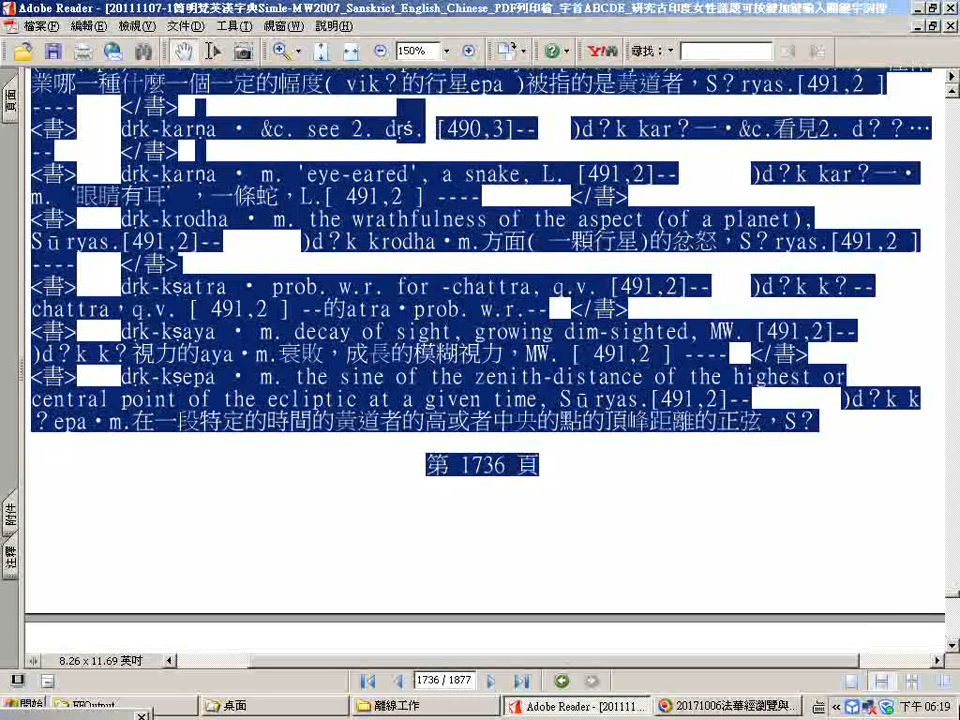 Adobe Reader - [20111107-1簡明梵英漢字典Simle-MW2007_Sanskrict_English_Chinese_PDF列印檔_字首ABCDE_研究古印度女性議題可按加鍵輸入關鍵字詞搜
檔案(F) 編輯(E) 檢視(V) 文件(D) 工具(T) 視窗(W) 說明(H)
150% Y! 尋找：
頁面
業哪一種什麼一個一定的幅度( vik？的行星epa )被指的是黃道者，S？ryas.[491,2 ]
---- </書>
<書> dṛk-karṇa · &c. see 2. dṛś. [490,3]-- )d？k kar？一·&c.看見2. d？？…
-- </書>
<書> dṛk-karṇa · m. 'eye-eared', a snake, L. [491,2]-- )d？k kar？一·
m.‘眼睛有耳’，一條蛇，L.[ 491,2 ] ---- </書>
<書> dṛk-krodha · m. the wrathfulness of the aspect (of a planet),
Sūryas.[491,2]-- )d？k krodha·m.方面( 一顆行星)的忿怒，S？ryas.[491,2 ]
---- </書>
<書> dṛk-kṣatra · prob. w.r. for -chattra, q.v. [491,2]-- )d？k k？--
chattra，q.v. [ 491,2 ] --的atra·prob. w.r.-- </書>
<書> dṛk-kṣaya · m. decay of sight, growing dim-sighted, MW. [491,2]--
)d？k k？視力的aya·m.衰敗，成長的模糊視力，MW. [ 491,2 ] ---- </書>
<書> dṛk-kṣepa · m. the sine of the zenith-distance of the highest or
central point of the ecliptic at a given time, Sūryas.[491,2]-- )d？k k
？epa·m.在一段特定的時間的黃道者的高或者中央的點的頂峰距離的正弦，S？
第 1736 頁
附件
注釋
8.26 x 11.69 英吋
1736 / 1877
開始 桌面 離線工作 Adobe Reader - [201111... 20171006法華經瀏覽與... 下午 06:19